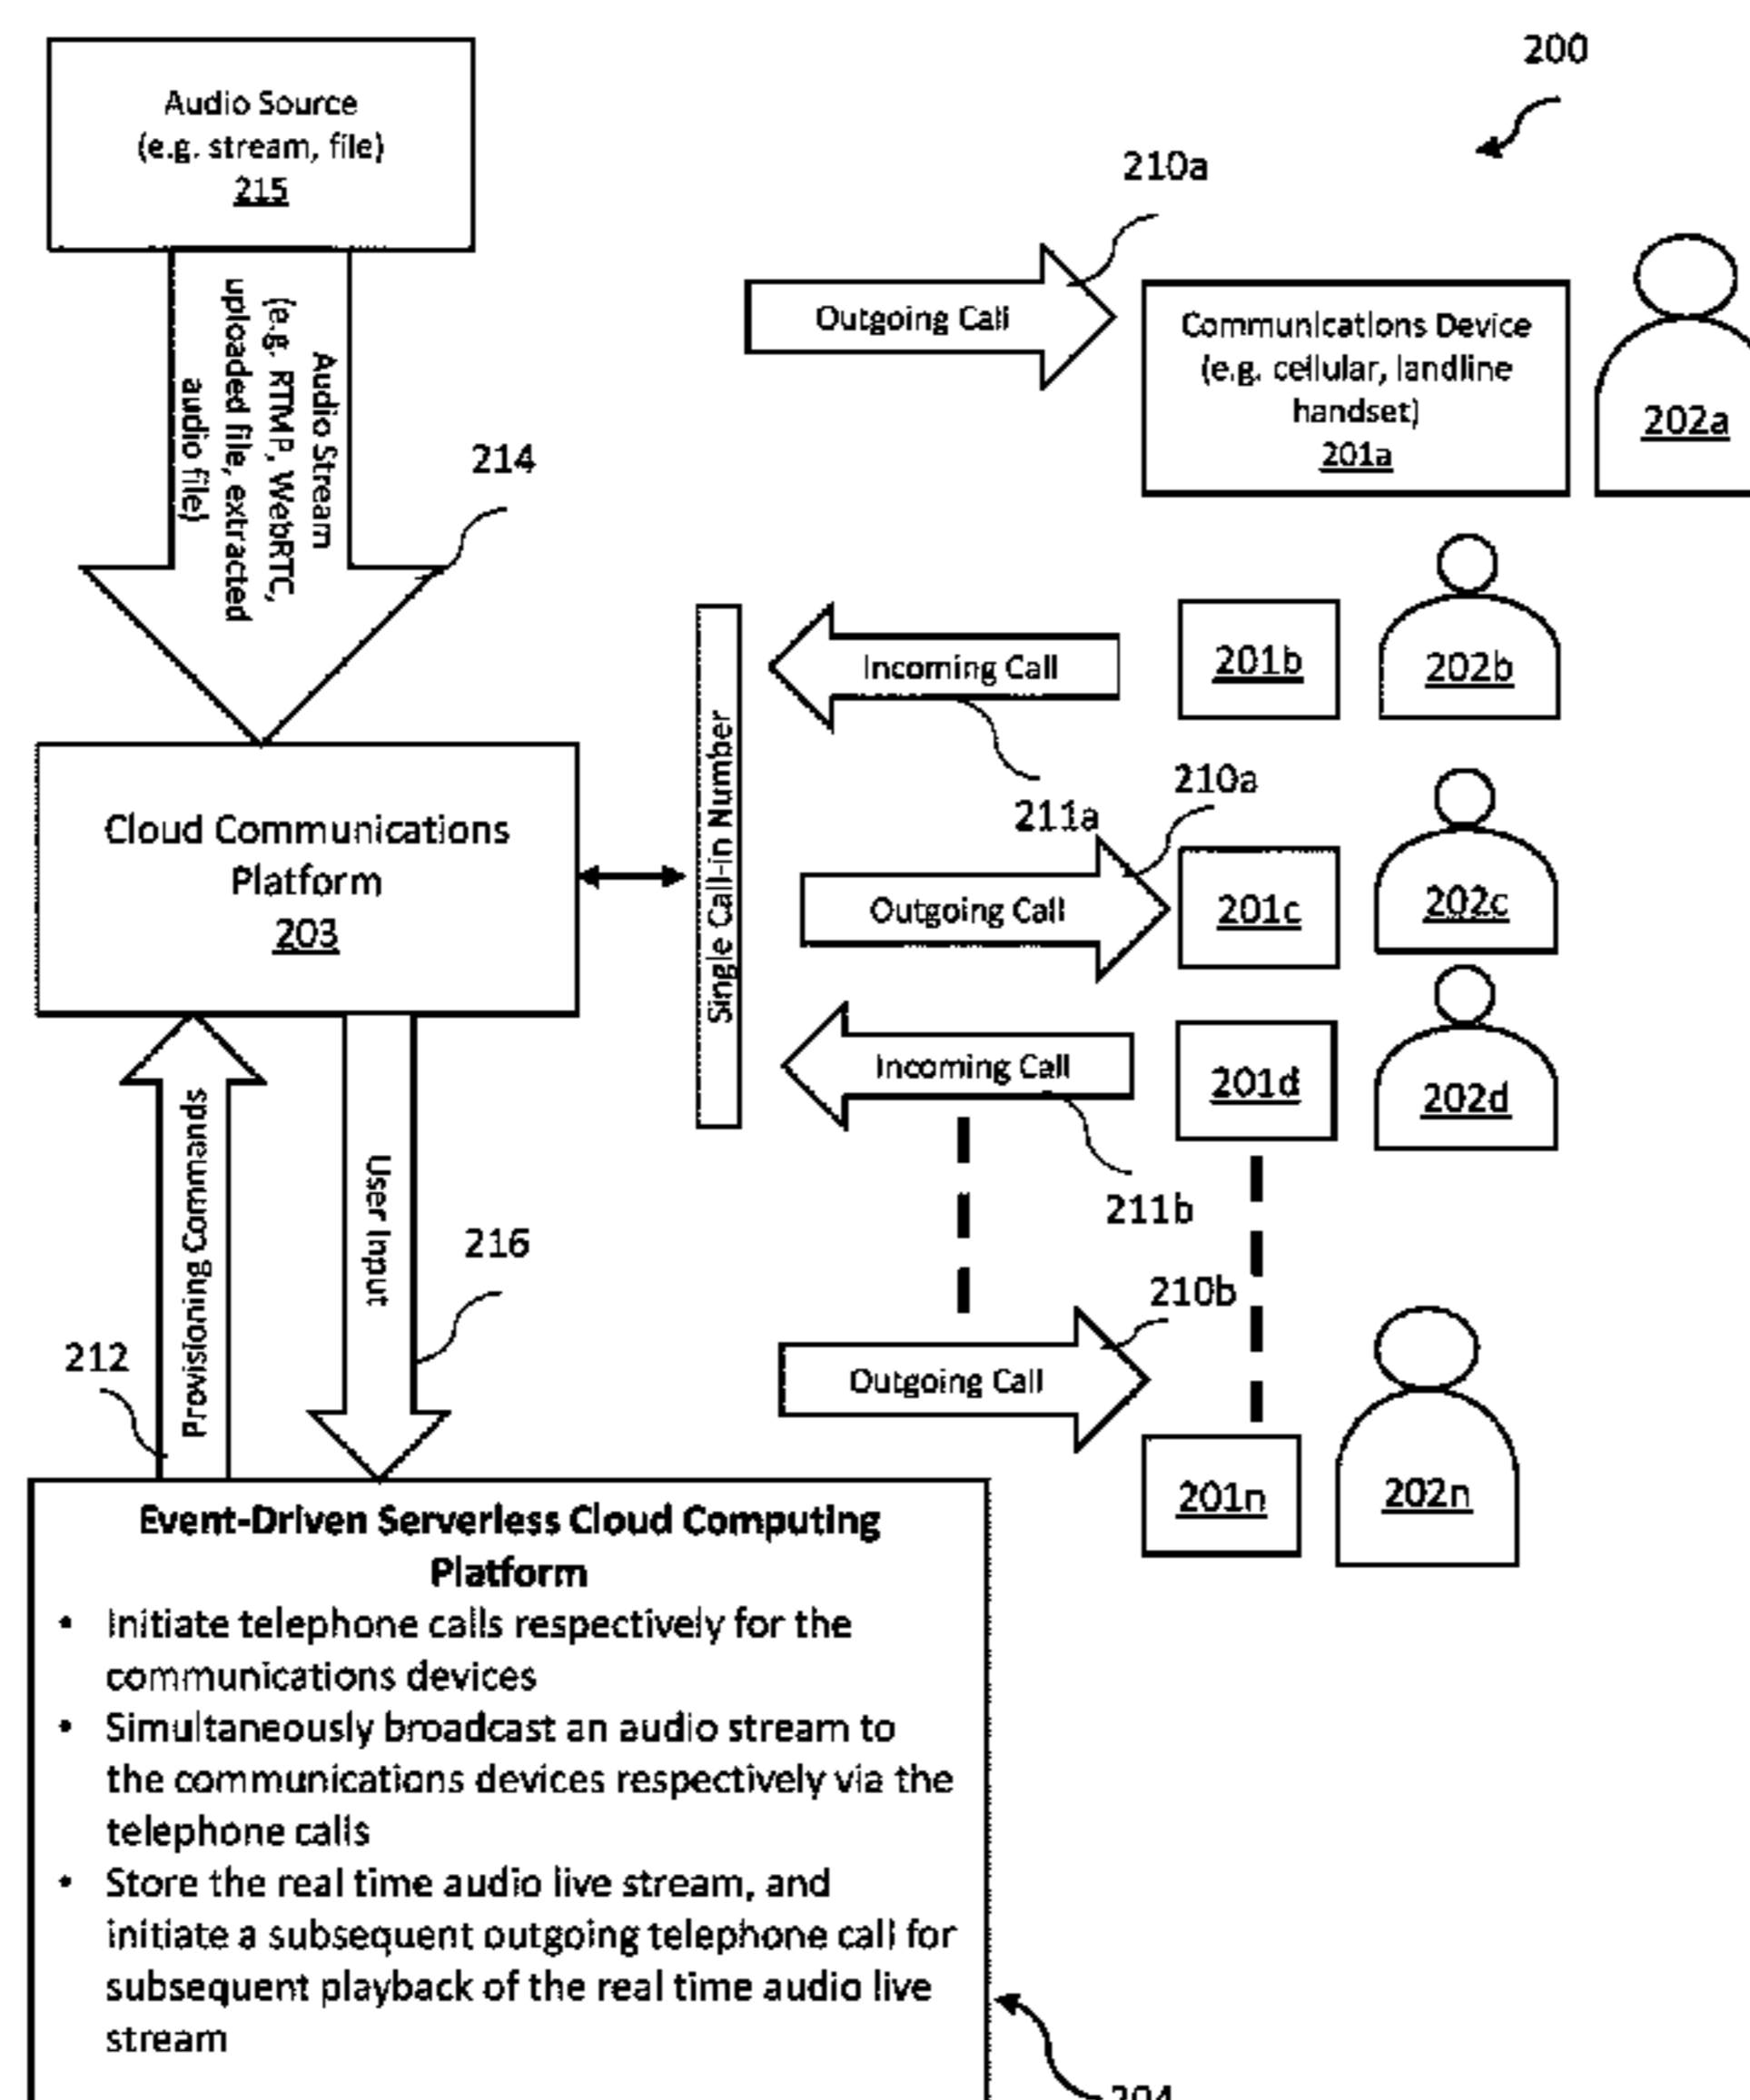 200
Audio Source
(e.g. stream, file)
215
Audio Stream
(e.g. RTMP, WebRTC,
uploaded file, extracted
audio file)
214
210a
Outgoing Call
Communications Device
(e.g. cellular, landline
handset)
201a
202a
Incoming Call
211a
201b
202b
Cloud Communications
Platform
203
Single Call-in Number
210a
Outgoing Call
201c
202c
Incoming Call
211b
201d
202d
Provisioning Commands
212
User Input
216
210b
Outgoing Call
201n
202n
Event-Driven Serverless Cloud Computing
Platform
• Initiate telephone calls respectively for the
communications devices
• Simultaneously broadcast an audio stream to
the communications devices respectively via the
telephone calls
• Store the real time audio live stream, and
initiate a subsequent outgoing telephone call for
subsequent playback of the real time audio live
stream
204